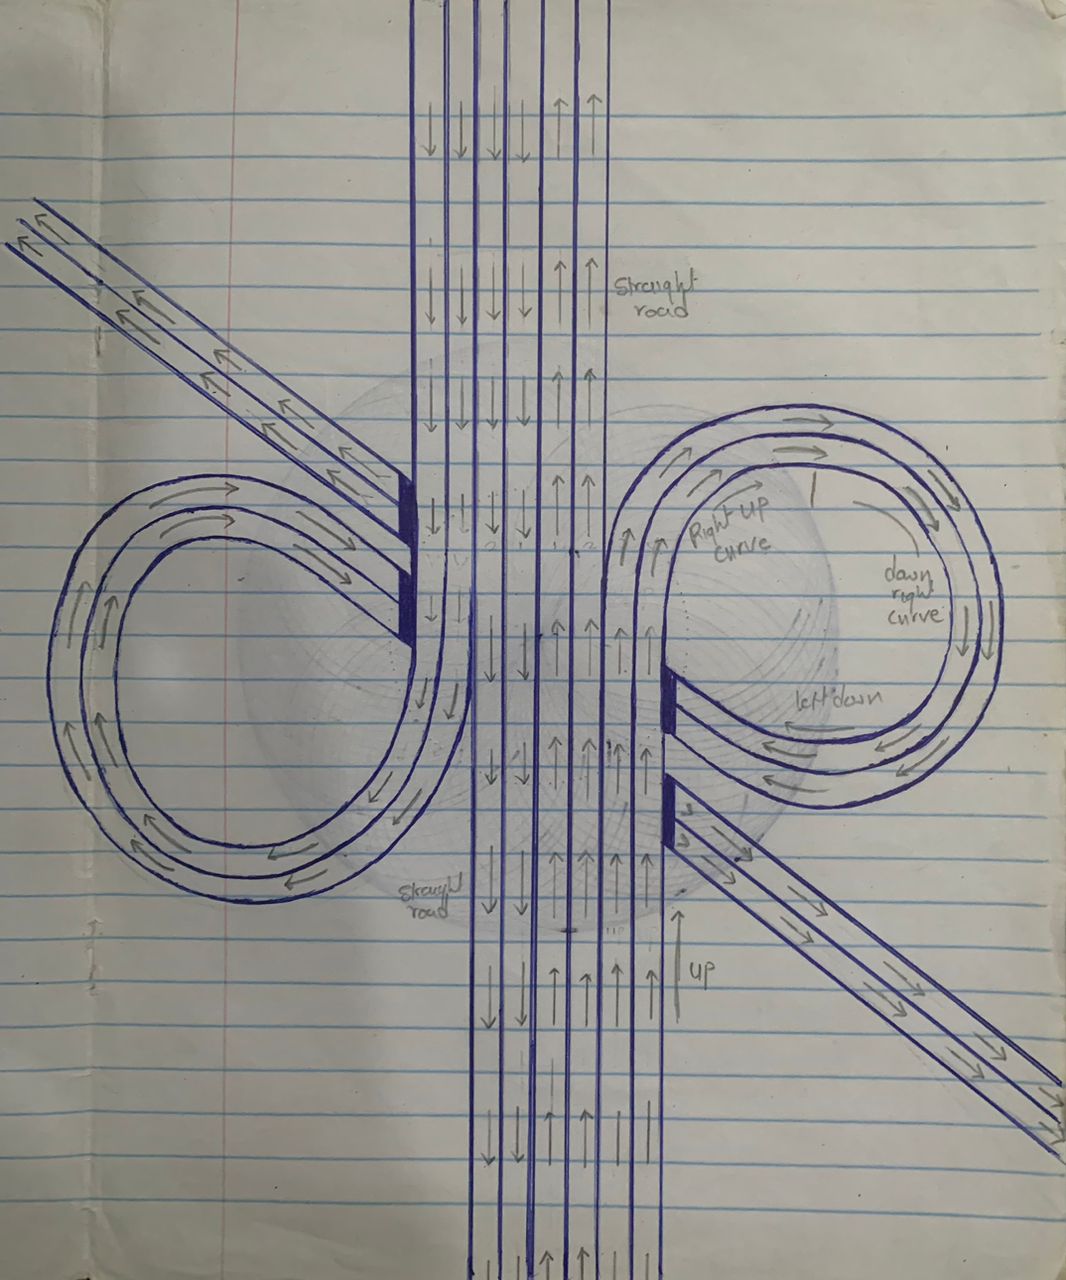 Straight
road
Right up
curve
down
right
curve
left down
Straight
road
UP